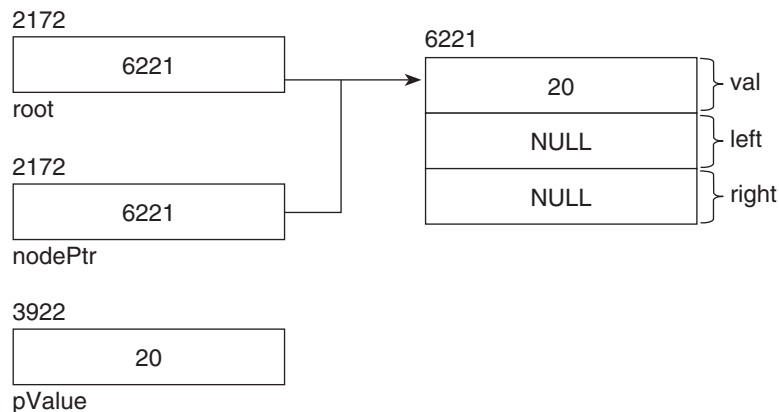 2172
6221
root
2172
6221
nodePtr
3922
20
pValue
6221
20
val
NULL
left
NULL
right